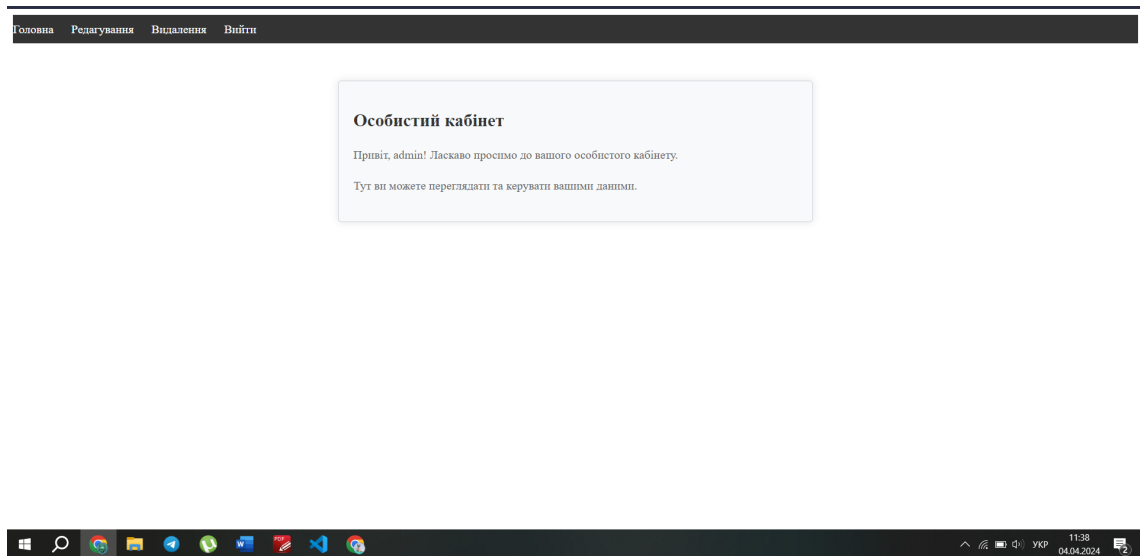 Головна Редагування Видалення Вийти
Особистий кабінет
Привіт, admin! Ласкаво просимо до вашого особистого кабінету.
Тут ви можете переглядати та керувати вашими даними.
УКР
11:38
04.04.2024
2